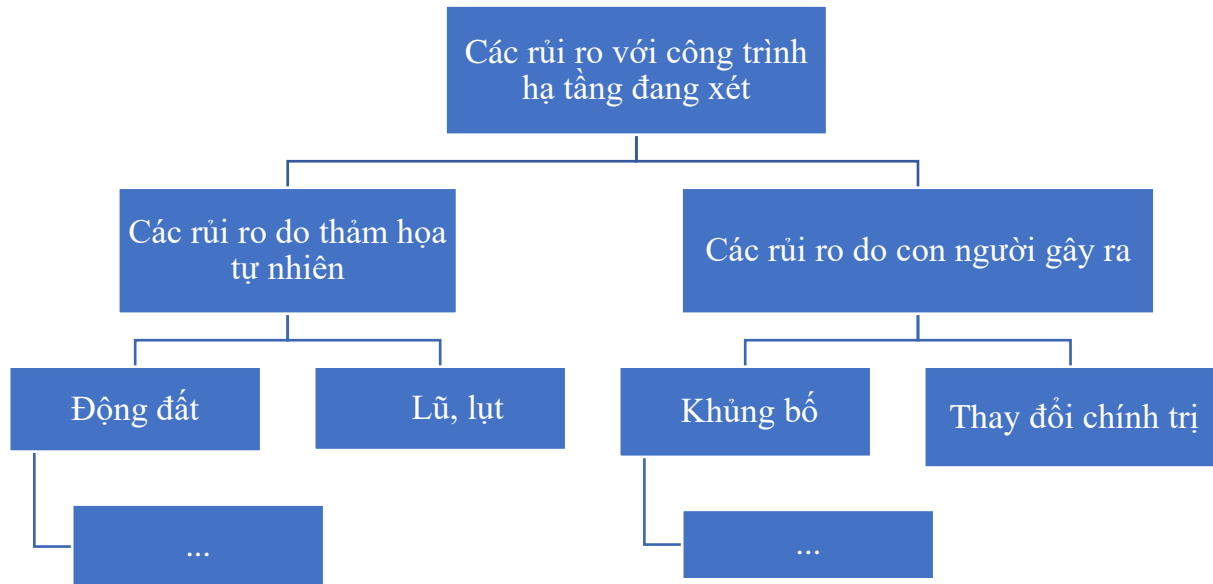 Các rủi ro với công trình
hạ tầng đang xét
Các rủi ro do thảm họa
tự nhiên
Các rủi ro do con người gây ra
Động đất
Lũ, lụt
Khủng bố
Thay đổi chính trị
...
...